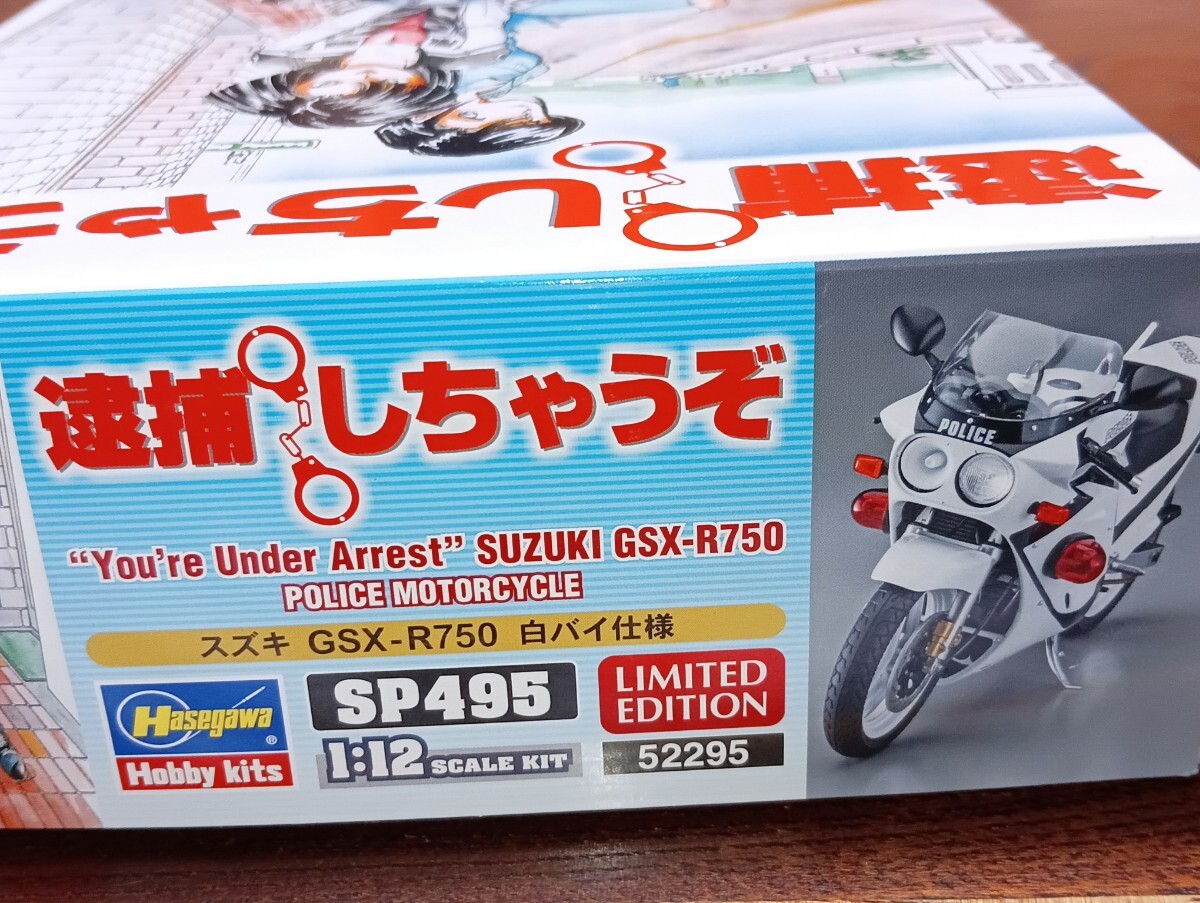 逮捕しちゃう
逮捕しちゃうぞ
"You're Under Arrest" SUZUKI GSX-R750
POLICE MOTORCYCLE
スズキ GSX-R750 白バイ仕様
Hasegawa®
Hobby kits
SP495
1:12 SCALE KIT
LIMITED
EDITION
52295
POLICE